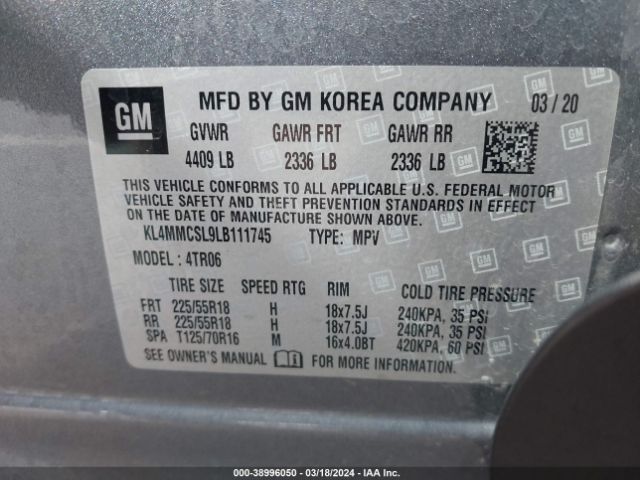 GM MFD BY GM KOREA COMPANY 03/20
GVWR GAWR FRT GAWR RR
4409 LB 2336 LB 2336 LB
THIS VEHICLE CONFORMS TO ALL APPLICABLE U.S. FEDERAL MOTOR
VEHICLE SAFETY AND THEFT PREVENTION STANDARDS IN EFFECT
ON THE DATE OF MANUFACTURE SHOWN ABOVE.
KL4MMCSL9LB111745 TYPE: MPV
MODEL : 4TR06
TIRE SIZE SPEED RTG RIM COLD TIRE PRESSURE
FRT 225/55R18 H 18x7.5J 240KPA, 35 PSI
RR 225/55R18 H 18x7.5J 240KPA, 35 PSI
SPA T125/70R16 M 16x4.0BT 420KPA, 60 PSI
SEE OWNER'S MANUAL FOR MORE INFORMATION.
000-38996050 - 03/18/2024 - IAA Inc.